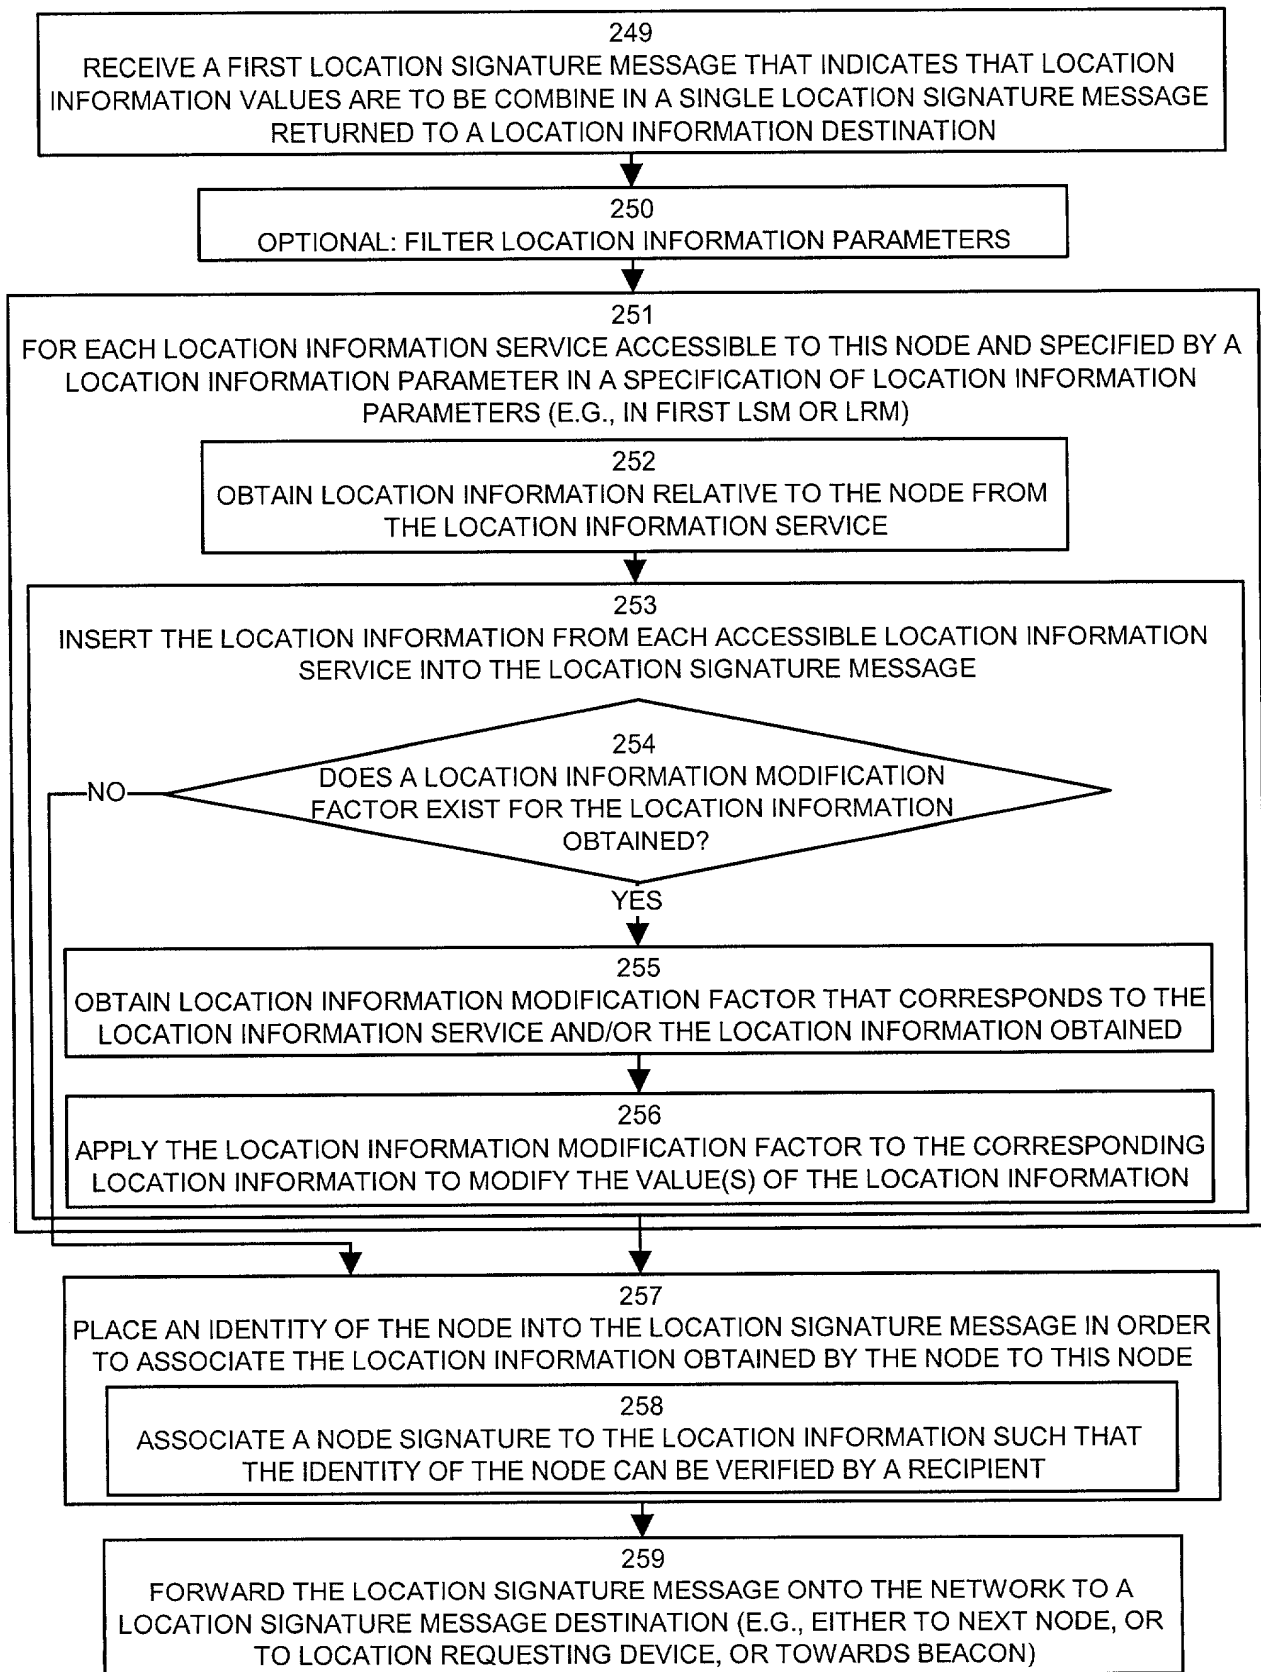 249
RECEIVE A FIRST LOCATION SIGNATURE MESSAGE THAT INDICATES THAT LOCATION
INFORMATION VALUES ARE TO BE COMBINE IN A SINGLE LOCATION SIGNATURE MESSAGE
RETURNED TO A LOCATION INFORMATION DESTINATION
250
OPTIONAL: FILTER LOCATION INFORMATION PARAMETERS
251
FOR EACH LOCATION INFORMATION SERVICE ACCESSIBLE TO THIS NODE AND SPECIFIED BY A
LOCATION INFORMATION PARAMETER IN A SPECIFICATION OF LOCATION INFORMATION
PARAMETERS (E.G., IN FIRST LSM OR LRM)
252
OBTAIN LOCATION INFORMATION RELATIVE TO THE NODE FROM
THE LOCATION INFORMATION SERVICE
253
INSERT THE LOCATION INFORMATION FROM EACH ACCESSIBLE LOCATION INFORMATION
SERVICE INTO THE LOCATION SIGNATURE MESSAGE
254
DOES A LOCATION INFORMATION MODIFICATION
FACTOR EXIST FOR THE LOCATION INFORMATION
OBTAINED?
NO
YES
255
OBTAIN LOCATION INFORMATION MODIFICATION FACTOR THAT CORRESPONDS TO THE
LOCATION INFORMATION SERVICE AND/OR THE LOCATION INFORMATION OBTAINED
256
APPLY THE LOCATION INFORMATION MODIFICATION FACTOR TO THE CORRESPONDING
LOCATION INFORMATION TO MODIFY THE VALUE(S) OF THE LOCATION INFORMATION
257
PLACE AN IDENTITY OF THE NODE INTO THE LOCATION SIGNATURE MESSAGE IN ORDER
TO ASSOCIATE THE LOCATION INFORMATION OBTAINED BY THE NODE TO THIS NODE
258
ASSOCIATE A NODE SIGNATURE TO THE LOCATION INFORMATION SUCH THAT
THE IDENTITY OF THE NODE CAN BE VERIFIED BY A RECIPIENT
259
FORWARD THE LOCATION SIGNATURE MESSAGE ONTO THE NETWORK TO A
LOCATION SIGNATURE MESSAGE DESTINATION (E.G., EITHER TO NEXT NODE, OR
TO LOCATION REQUESTING DEVICE, OR TOWARDS BEACON)